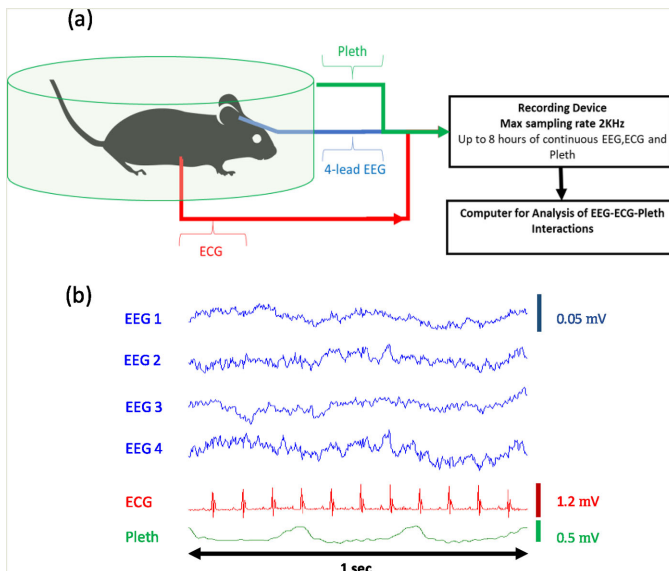 (a)
Pleth
4-lead EEG
ECG
Recording Device
Max sampling rate 2KHz
Up to 8 hours of continuous EEG,ECG and
Pleth
Computer for Analysis of EEG-ECG-Pleth
Interactions
(b)
EEG 1
0.05 mV
EEG 2
EEG 3
EEG 4
ECG
1.2 mV
Pleth
0.5 mV
1 sec